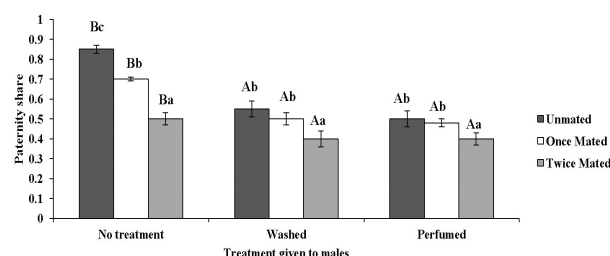 1
0.9
0.8
0.7
0.6
0.5
0.4
0.3
0.2
0.1
0
Paternity share
Bc
Bb
Ba
Ab
Ab
Aa
Ab
Ab
Aa
No treatment
Washed
Perfumed
Treatment given to males
Unmated
Once Mated
Twice Mated